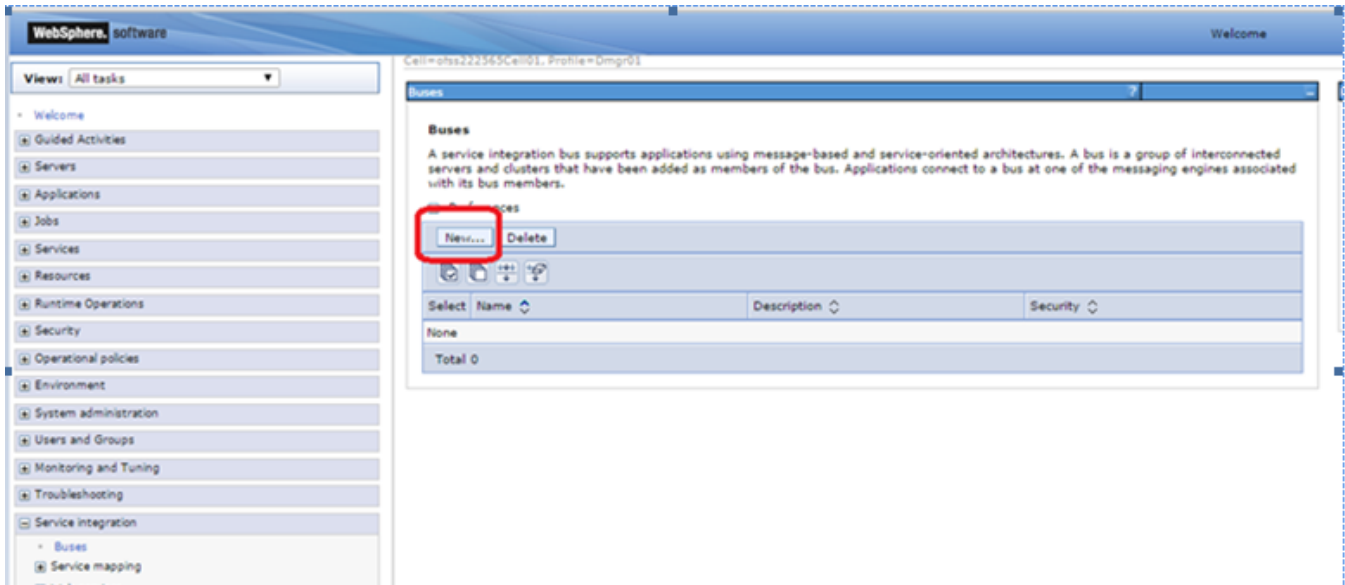 WebSphere. software
Welcome
View: All tasks
Cell=ofss222565Cell01, Profile=Dmgr01
Welcome
Guided Activities
Servers
Applications
Jobs
Services
Resources
Runtime Operations
Security
Operational policies
Environment
System administration
Users and Groups
Monitoring and Tuning
Troubleshooting
Service integration
Buses
Service mapping
Buses
?
Buses
A service integration bus supports applications using message-based and service-oriented architectures. A bus is a group of interconnected
servers and clusters that have been added as members of the bus. Applications connect to a bus at one of the messaging engines associated
with its bus members.
Preferences
New... Delete
Select Name Description Security
None
Total 0